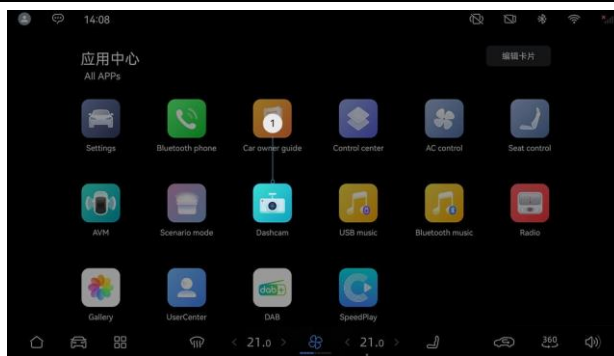 14:08
应用中心
All APPs
编辑卡片
1
Settings
Bluetooth phone
Car owner guide
Control center
AC control
Seat control
AVM
Scenario mode
Dashcam
USB music
Bluetooth music
Radio
dab+
Gallery
UserCenter
DAB
SpeedPlay
< 21.0 >
< 21.0 >
360